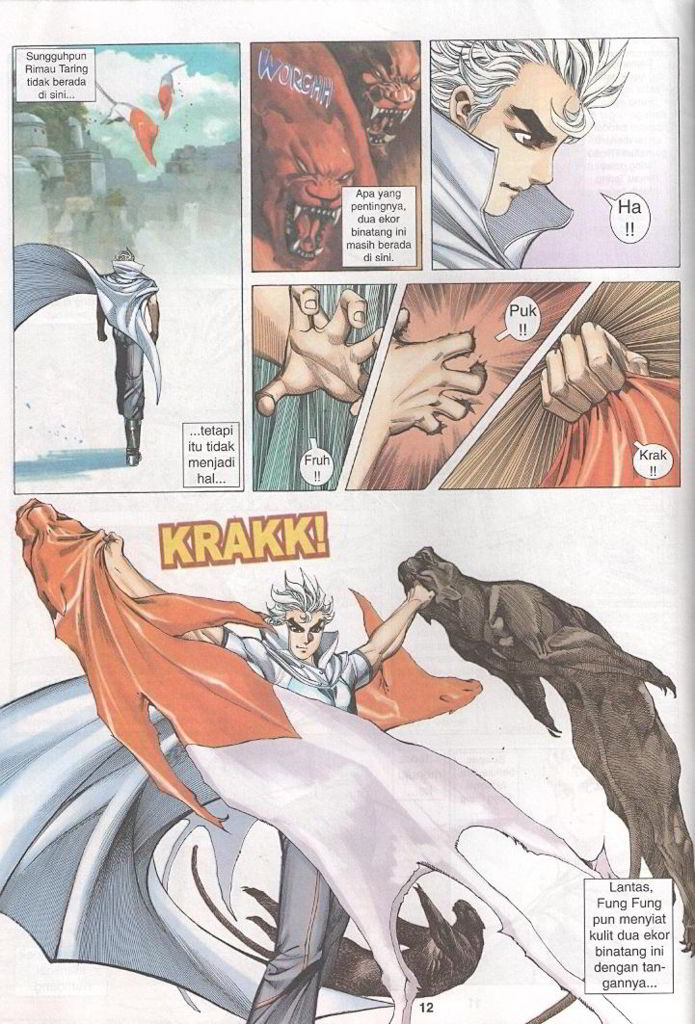 Sungguhpun
Rimau Taring
tidak berada
di sini...
...tetapi
itu tidak
menjadi
hal...
WORGHH
Apa yang
pentingnya,
dua ekor
binatang ini
masih berada
di sini.
Ha
!!
Fruh
!!
Puk
!!
Krak
!!
KRAKK!
Lantas,
Fung Fung
pun menyiat
kulit dua ekor
binatang ini
dengan tan-
gannya...
12